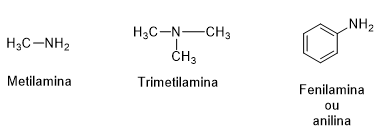 H₃C—NH₂
Metilamina
H₃C—N—CH₃
CH₃
Trimetilamina
NH₂
Fenilamina
ou
anilina